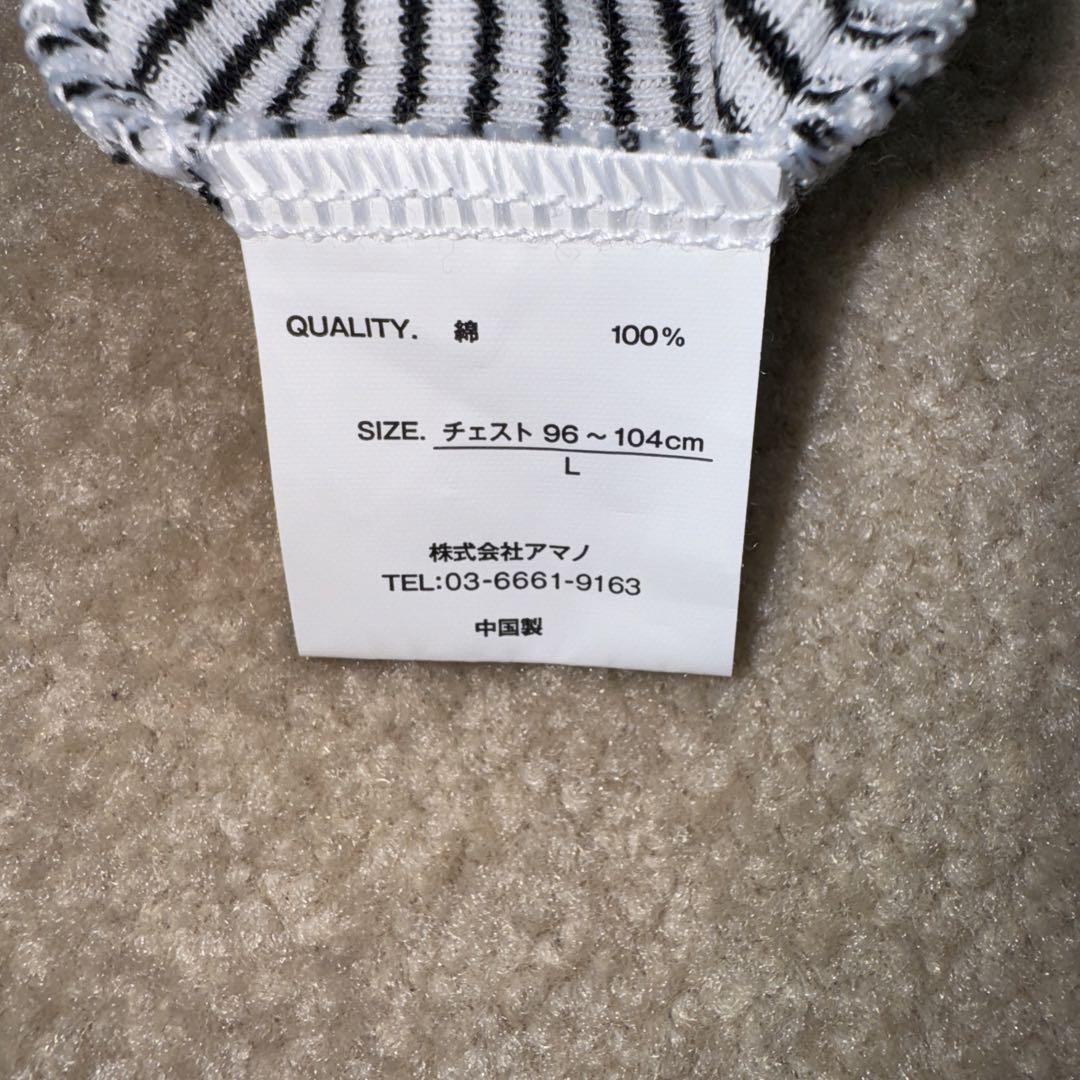 QUALITY. 綿 100%
SIZE. チェスト 96～104cm
L
株式会社アマノ
TEL:03-6661-9163
中国製